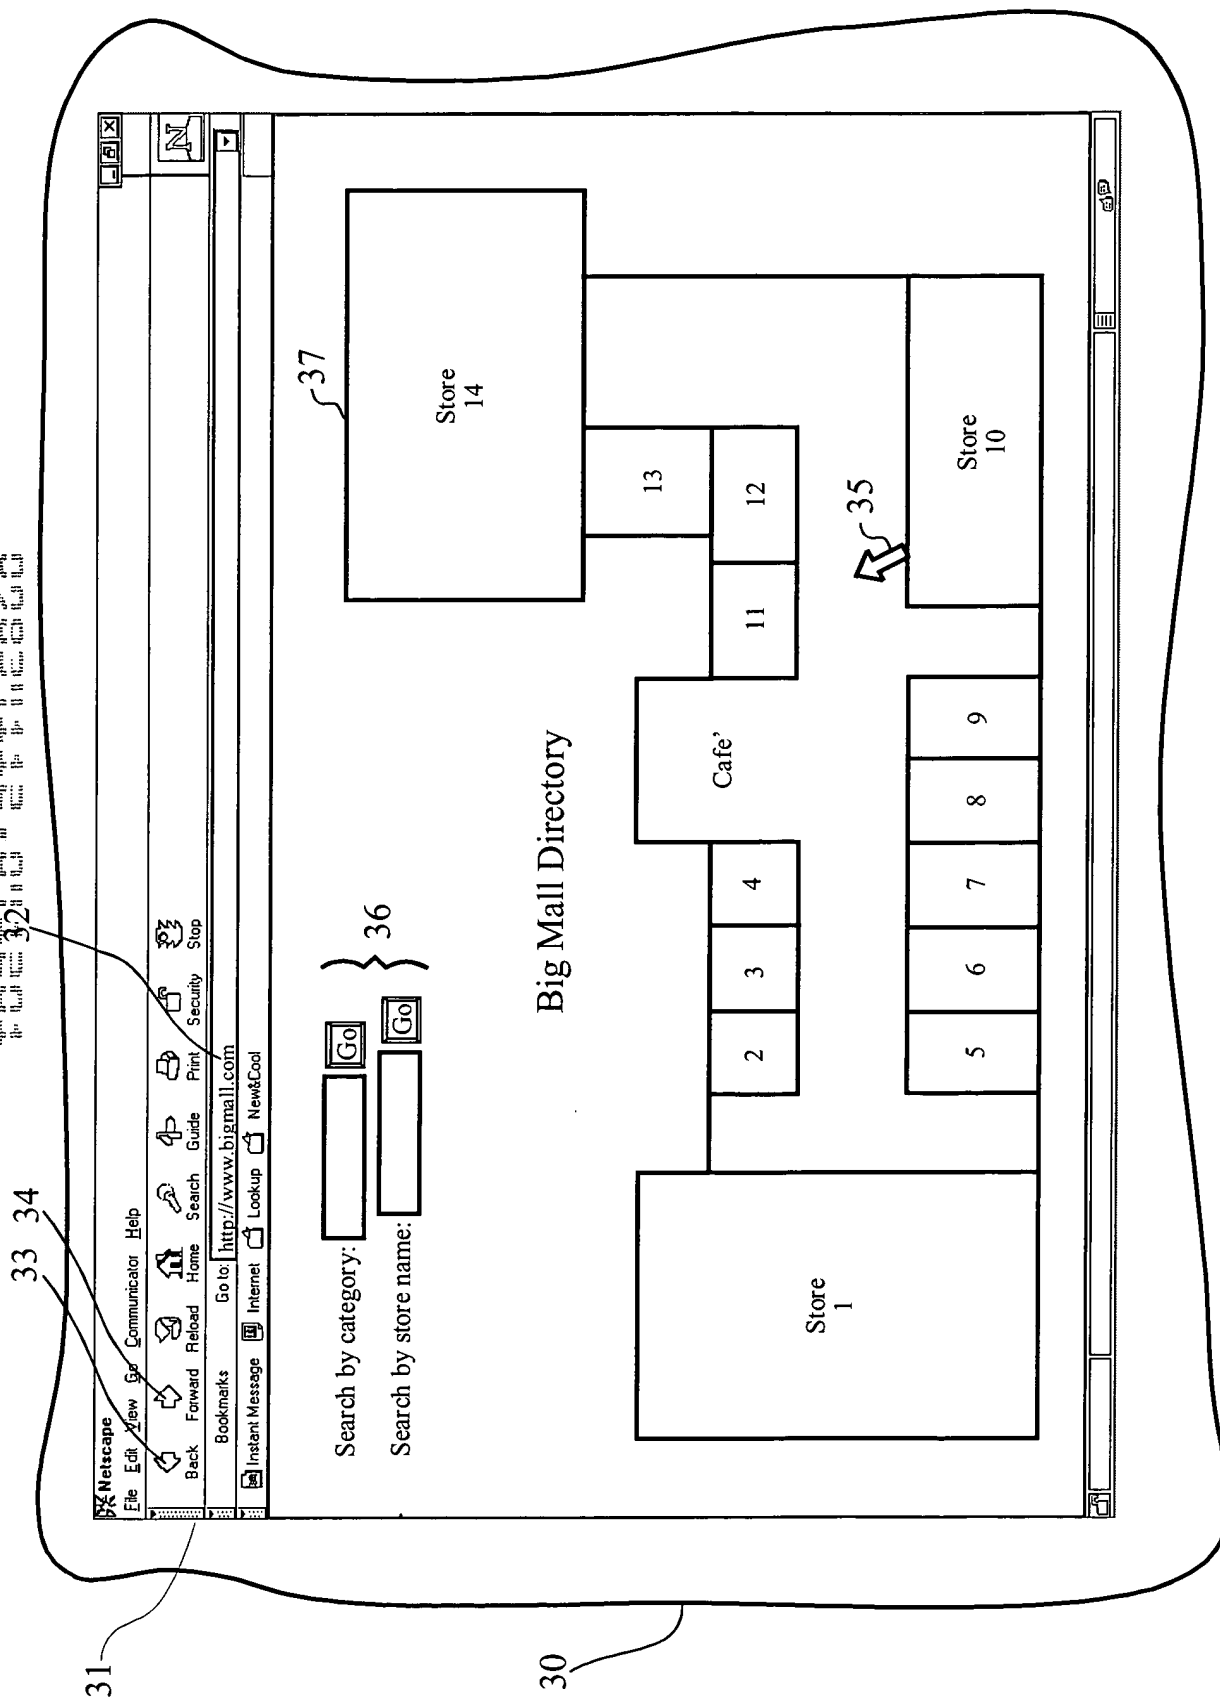 Netscape
File Edit View Go Communicator Help
Back Forward Reload Home Search Guide Print Security Stop
N
Bookmarks Go to: http://www.bigmall.com
Instant Message Internet Lookup New&Cool
Search by category: Go
Search by store name: Go
Big Mall Directory
Store
14
13
Cafe'
2 3 4 11 12
Store
1
5 6 7 8 9
Store
10
30
31
32
33
34
35
36
37